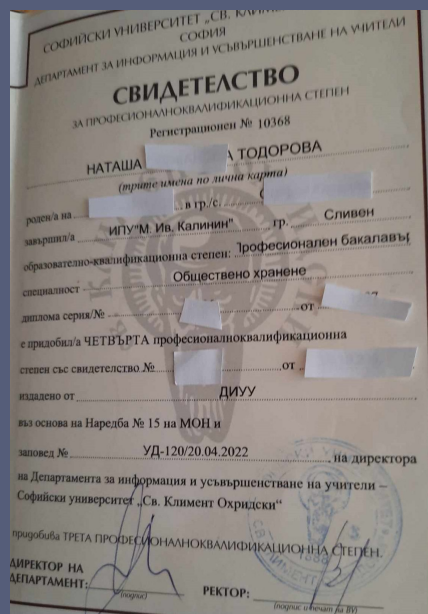 СОФИЙСКИ УНИВЕРСИТЕТ „СВ. КЛИМЕНТ
СОФИЯ
ДЕПАРТАМЕНТ ЗА ИНФОРМАЦИЯ И УСЪВЪРШЕНСТВАНЕ НА УЧИТЕЛИ
СВИДЕТЕЛСТВО
ЗА ПРОФЕСИОНАЛНОКВАЛИФИКАЦИОННА СТЕПЕН
Регистрационен № 10368
НАТАША А ТОДОРОВА
(трите имена по лична карта)
роден/а на в гр./с.
завършил/а ИПУ"М. Ив. Калинин" гр. Сливен
образователно-квалификационна степен: Професионален бакалавър
специалност Обществено хранене
диплома серия/№ от
е придобил/а ЧЕТВЪРТА професионалноквалификационна
степен със свидетелство № от
издадено от ДИУУ
въз основа на Наредба № 15 на МОН и
заповед № УД-120/20.04.2022 на директора
на Департамента за информация и усъвършенстване на учители –
Софийски университет „Св. Климент Охридски“
придобива ТРЕТА ПРОФЕСИОНАЛНОКВАЛИФИКАЦИОННА СТЕПЕН.
ДИРЕКТОР НА
ДЕПАРТАМЕНТ: РЕКТОР:
(подпис) (подпис и печат на ВУ)